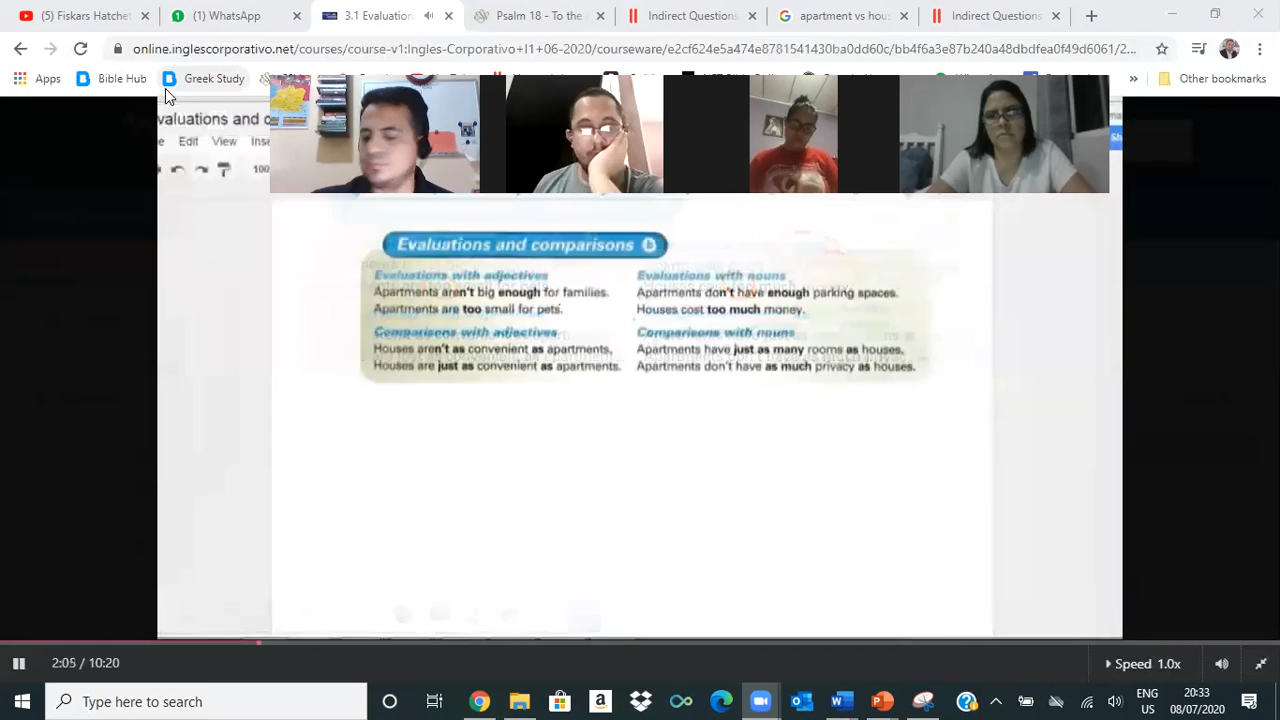 (5) Piskars Hatchet
(1) WhatsApp
3.1 Evaluation
Psalm 18 - To the
Indirect Questions
apartment vs hou
Indirect Questions
online.inglescorporativo.net/courses/course-v1:Ingles-Corporativo+I1+06-2020/courseware/e2cf624e5a474e8781541430ba0dd60c/bb4f6a3e87b240a48dbdfea0f49d6061/2...
Apps
Bible Hub
Greek Study
Other bookmarks
valuations and c
Edit View Inse
100
Evaluations and comparisons b
Evaluations with adjectives
Apartments aren't big enough for families.
Apartments are too small for pets.
Comparisons with adjectives
Houses aren't as convenient as apartments.
Houses are just as convenient as apartments.
Evaluations with nouns
Apartments don't have enough parking spaces.
Houses cost too much money.
Comparisons with nouns
Apartments have just as many rooms as houses.
Apartments don't have as much privacy as houses.
2:05 / 10:20
Speed 1.0x
Type here to search
ENG
20:33
08/07/2020